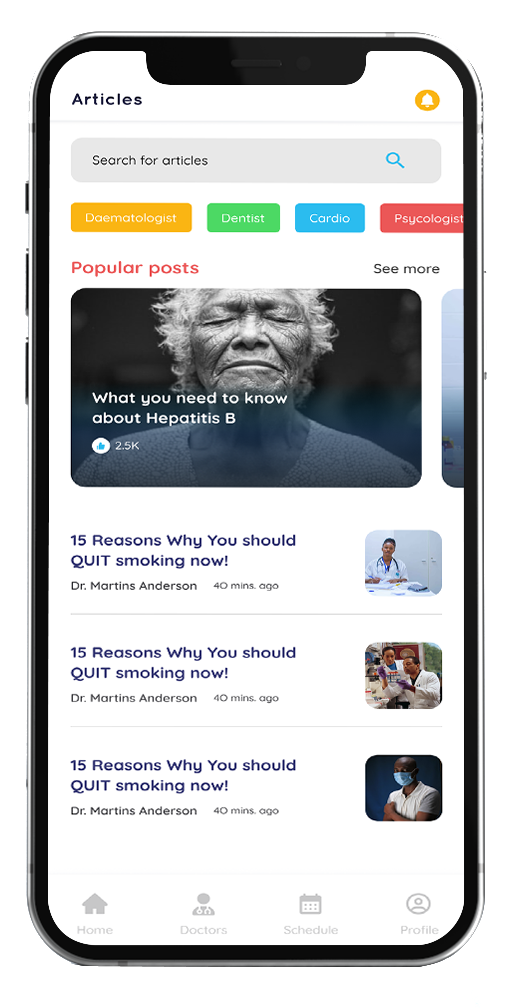 Articles
Search for articles
Daematologist Dentist Cardio Psycologist
Popular posts See more
What you need to know
about Hepatitis B
2.5K
15 Reasons Why You should
QUIT smoking now!
Dr. Martins Anderson 40 mins. ago
15 Reasons Why You should
QUIT smoking now!
Dr. Martins Anderson 40 mins. ago
15 Reasons Why You should
QUIT smoking now!
Dr. Martins Anderson 40 mins. ago
Home Doctors Schedule Profile